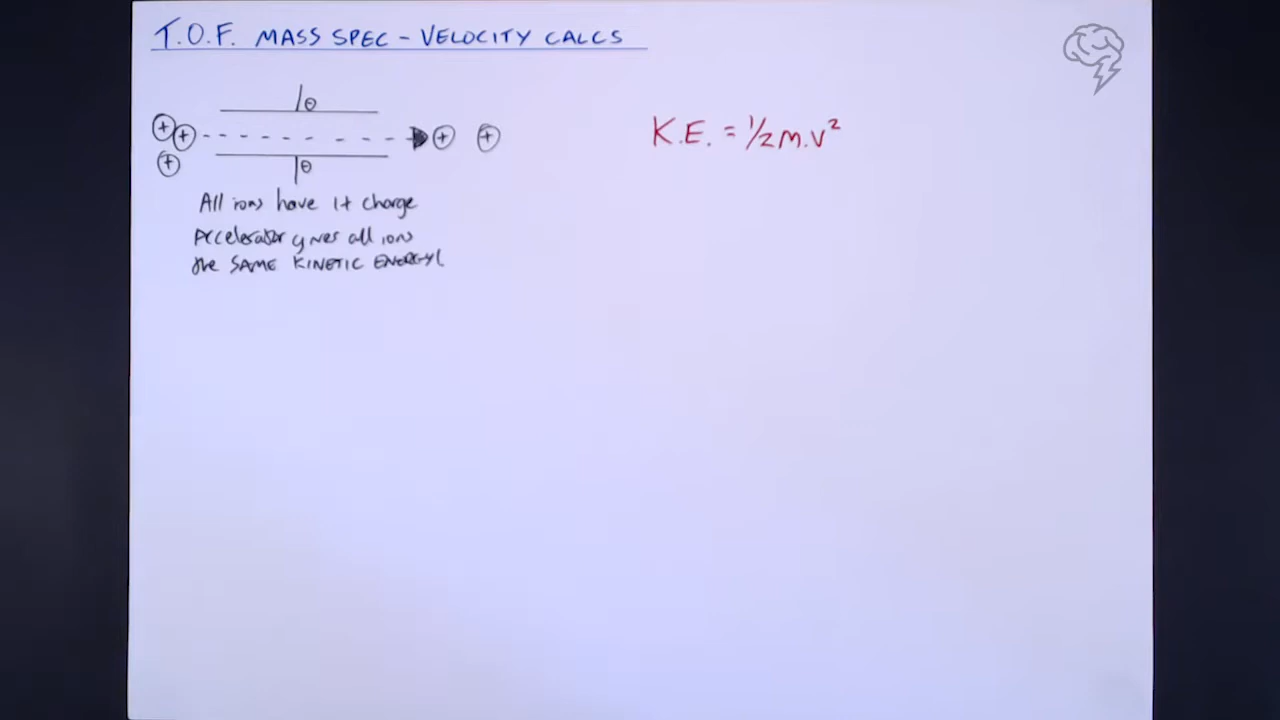 T.O.F. MASS SPEC – VELOCITY CALCS
⊖
+ + + + +
⊖
K.E. = 1/2 m.v²
All ions have 1+ charge
Accelerator gives all ions
the SAME KINETIC ENERGY(